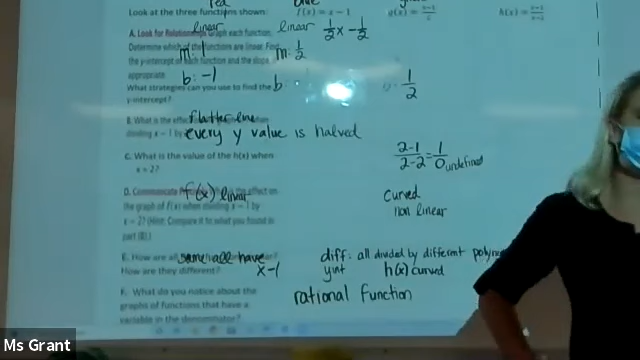 Look at the three functions shown:
f(x) = x − 1
linear
linear 1/2 x − 1/2
A. Look for Relationships Graph each function.
Determine which of the functions are linear. Find
the y-intercept of each function and the slope, if
appropriate.
m: 1
m: 1/2
b: −1
b: −
1/2
What strategies can you use to find the
y-intercept?
flatter line
B. What is the effect
dividing x − 1 by
every y value is halved
C. What is the value of the h(x) when
x = 2?
2−1/2−2 = 1/0 undefined
D. Communicate
f(x) linear
curved
non linear
the graph of f(x) when dividing x − 1 by
x − 2? (Hint: Compare it to what you found in
part (B).)
E. How are all
How are they different?
same all have
x−1
diff: all divided by different
yint h(x) curved
F. What do you notice about the
graphs of functions that have a
variable in the denominator?
rational function
Ms Grant